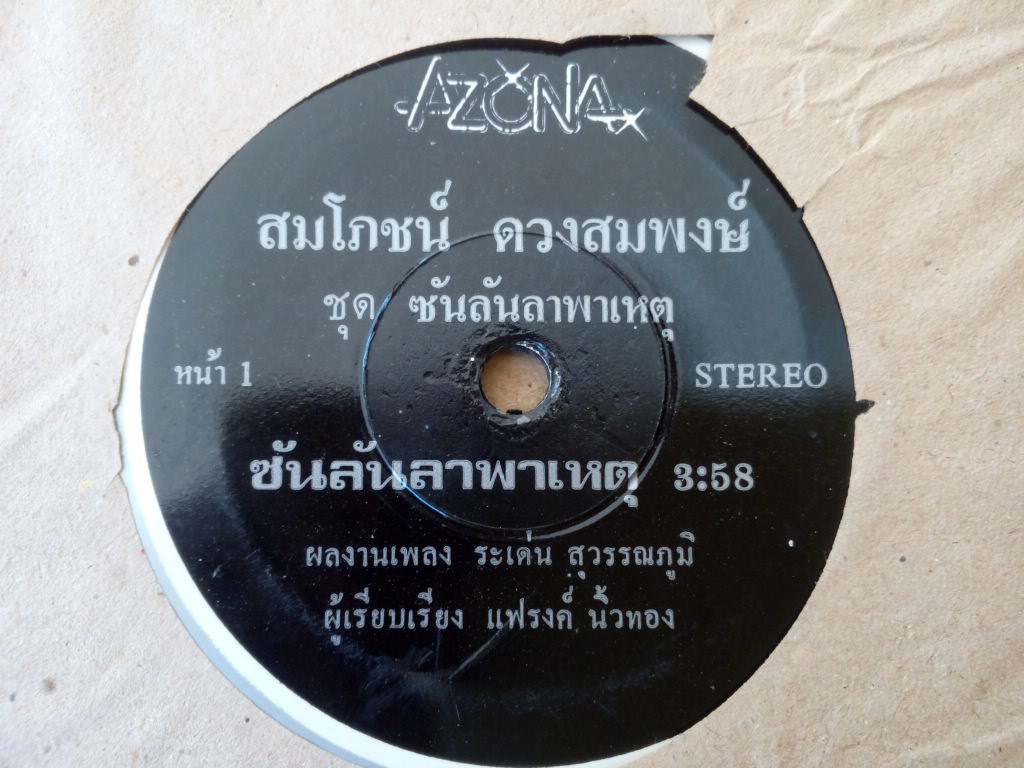 AZONA
สมโภชน์ ดวงสมพงษ์
ชุด ซันลันลาพาเหตุ
หน้า 1
STEREO
ซันลันลาพาเหตุ 3:58
ผลงานเพลง ระเด่น สุวรรณภูมิ
ผู้เรียบเรียง แฟรงค์ นิ้วทอง